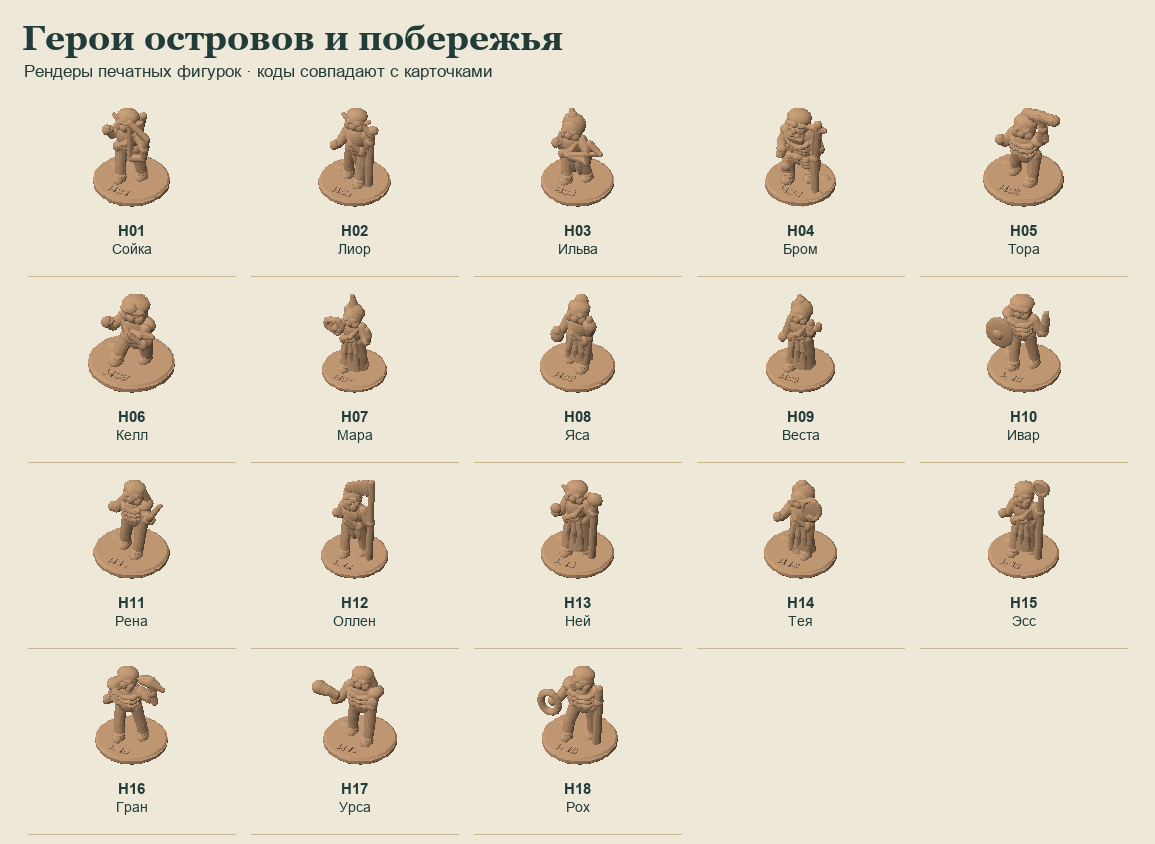 Герои островов и побережья
Рендеры печатных фигурок · коды совпадают с карточками
H01 H02 H03 H04 H05
Сойка Лиор Ильва Бром Тора
H06 H07 H08 H09 H10
Келл Мара Яса Веста Ивар
H11 H12 H13 H14 H15
Рена Оллен Ней Тея Эсс
H16 H17 H18
Гран Урса Рох